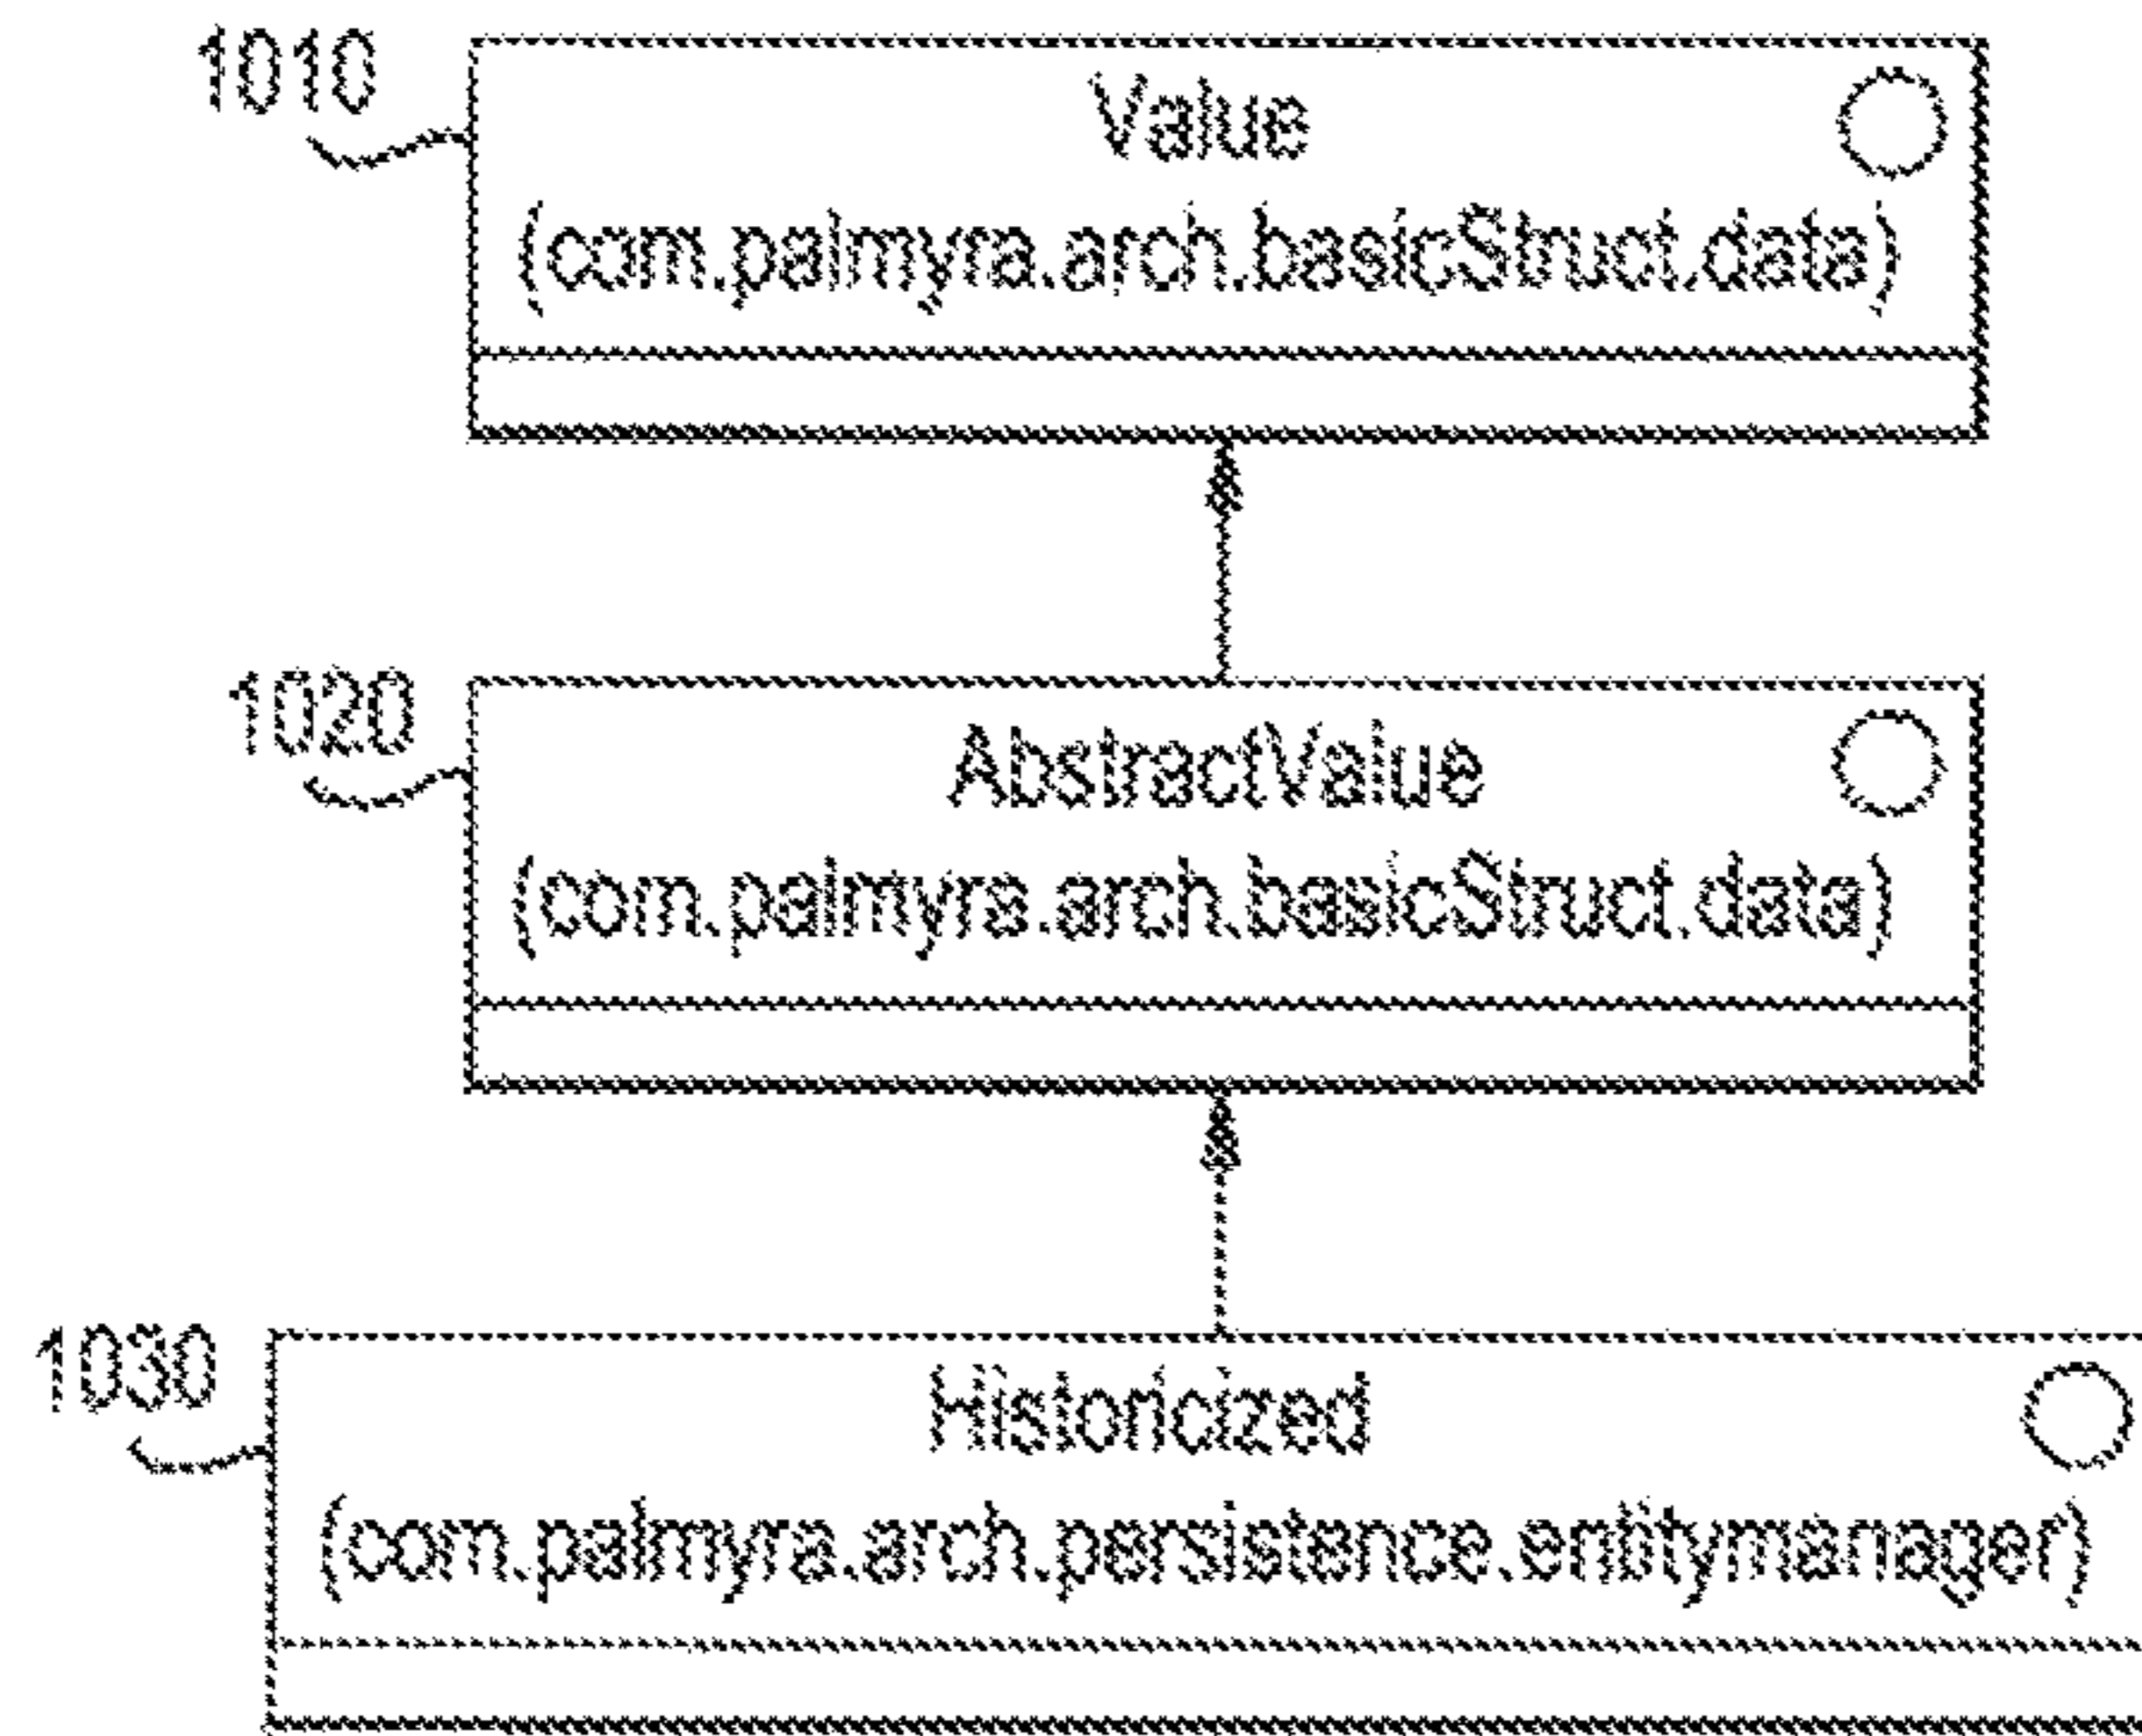 1010
Value
(com.palmyra.arch.basicStruct.data)
1020
AbstractValue
(com.palmyra.arch.basicStruct.data)
1030
Historicized
(com.palmyra.arch.persistence.entitymanager)